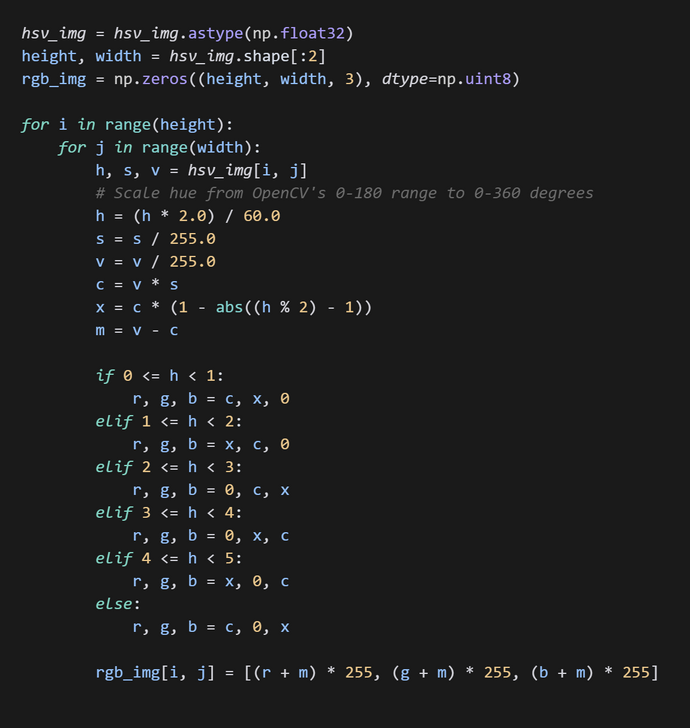 hsv_img = hsv_img.astype(np.float32)
height, width = hsv_img.shape[:2]
rgb_img = np.zeros((height, width, 3), dtype=np.uint8)

for i in range(height):
    for j in range(width):
        h, s, v = hsv_img[i, j]
        # Scale hue from OpenCV's 0-180 range to 0-360 degrees
        h = (h * 2.0) / 60.0
        s = s / 255.0
        v = v / 255.0
        c = v * s
        x = c * (1 - abs((h % 2) - 1))
        m = v - c

        if 0 <= h < 1:
            r, g, b = c, x, 0
        elif 1 <= h < 2:
            r, g, b = x, c, 0
        elif 2 <= h < 3:
            r, g, b = 0, c, x
        elif 3 <= h < 4:
            r, g, b = 0, x, c
        elif 4 <= h < 5:
            r, g, b = x, 0, c
        else:
            r, g, b = c, 0, x

        rgb_img[i, j] = [(r + m) * 255, (g + m) * 255, (b + m) * 255]